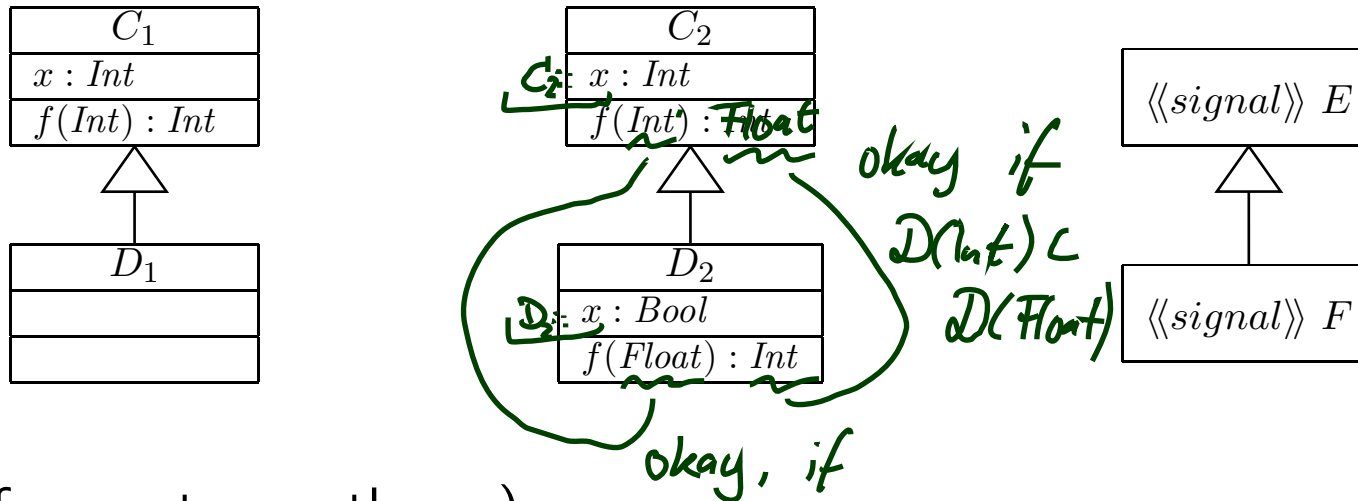 C₁
x : Int
f(Int) : Int
D₁
C₂
C₂:: x : Int
f(Int) : Float
D₂
D₂:: x : Bool
f(Float) : Int
okay if
D(Int) ⊂
D(Float)
okay, if
⟨⟨signal⟩⟩ E
⟨⟨signal⟩⟩ F